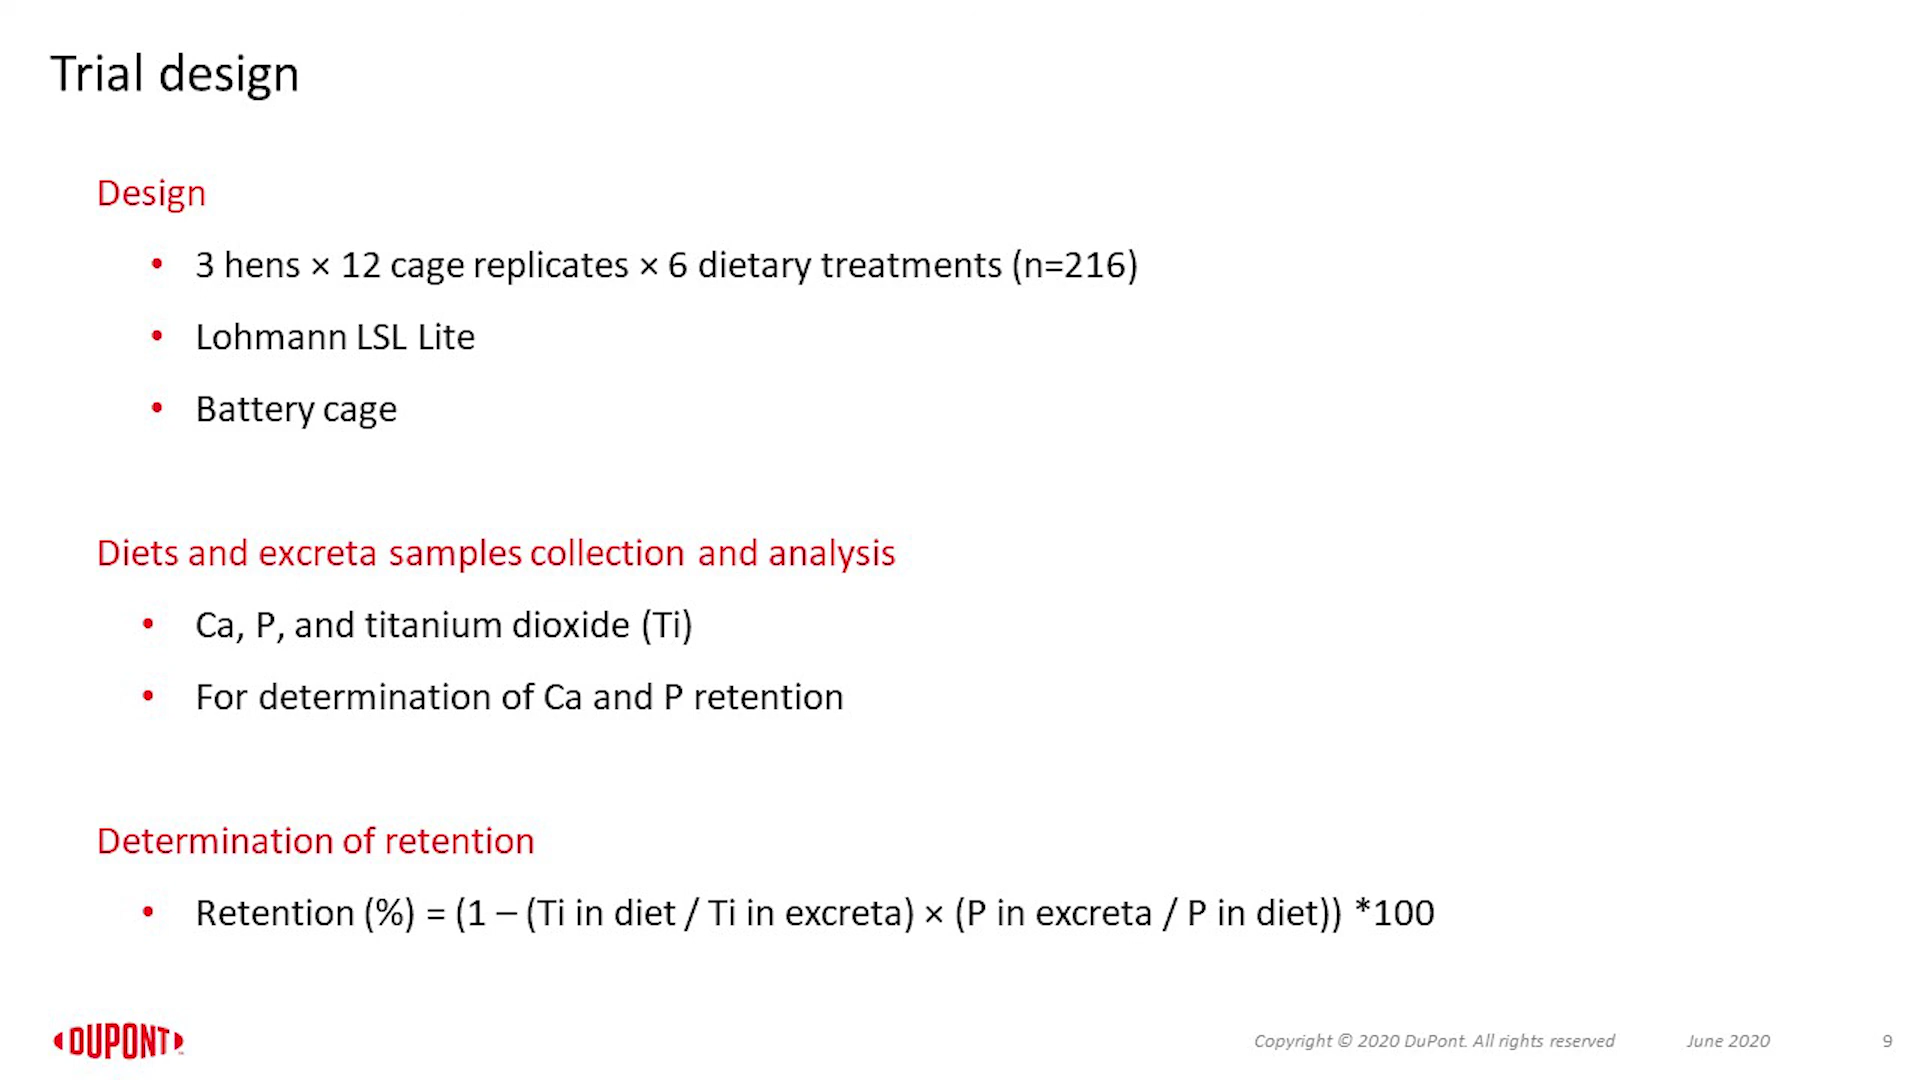 Trial design
Design
• 3 hens × 12 cage replicates × 6 dietary treatments (n=216)
• Lohmann LSL Lite
• Battery cage
Diets and excreta samples collection and analysis
• Ca, P, and titanium dioxide (Ti)
• For determination of Ca and P retention
Determination of retention
• Retention (%) = (1 – (Ti in diet / Ti in excreta) × (P in excreta / P in diet)) *100
DUPONT
Copyright © 2020 DuPont. All rights reserved June 2020 9